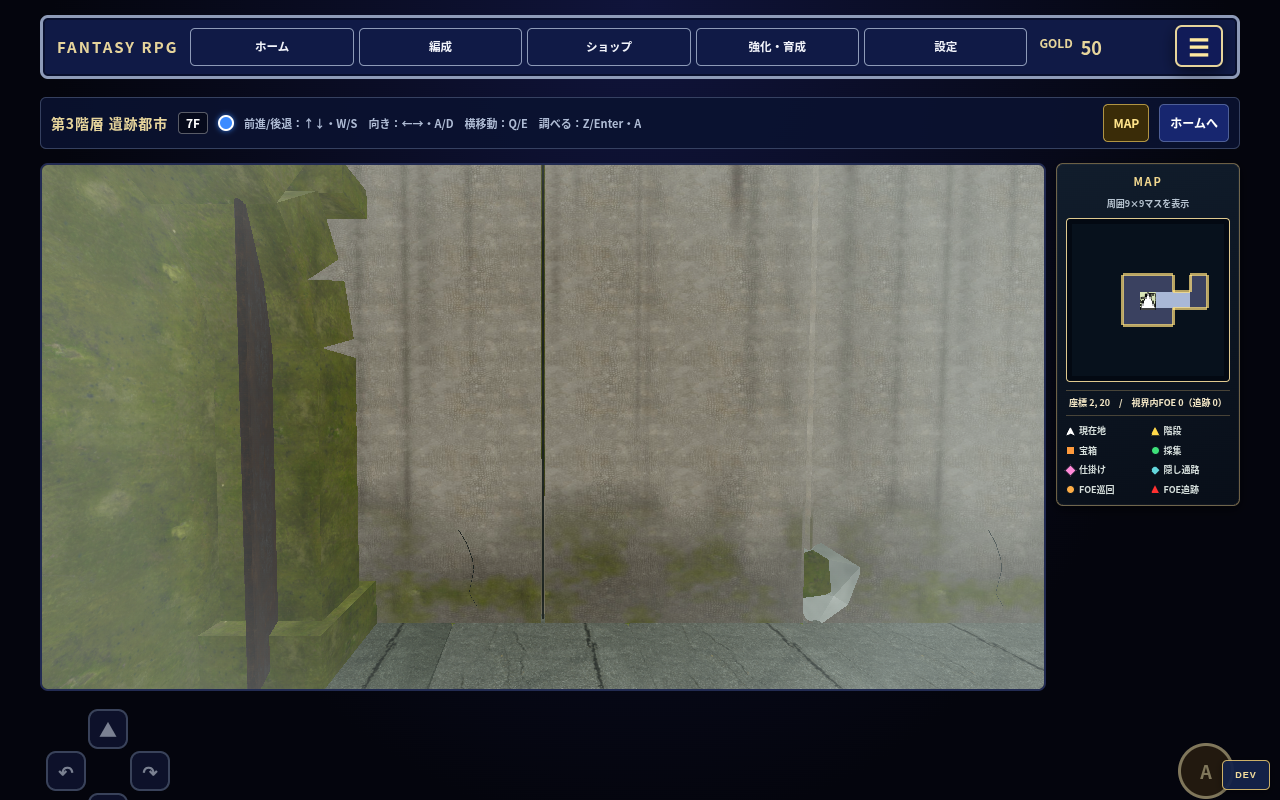 FANTASY RPG ホーム 編成 ショップ 強化・育成 設定 GOLD 50
第3階層 遺跡都市 7F 前進/後退：↑↓・W/S 向き：←→・A/D 横移動：Q/E 調べる：Z/Enter・A MAP ホームへ
MAP
周囲9×9マスを表示
座標 2, 20 / 視界内FOE 0（追跡 0）
現在地 階段
宝箱 採集
仕掛け 隠し通路
FOE巡回 FOE追跡
A DEV